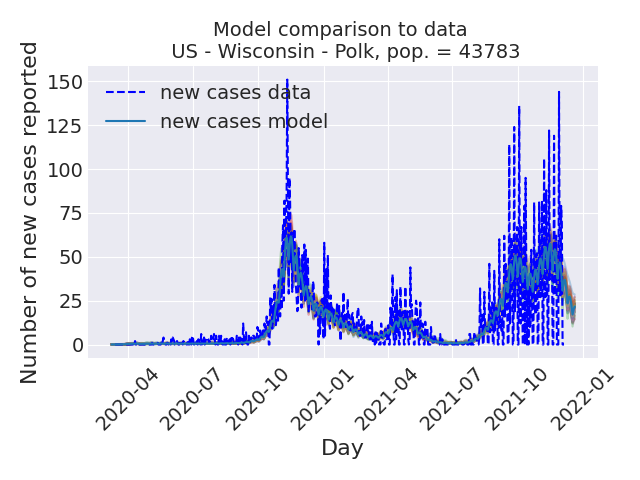 Model comparison to data
US - Wisconsin - Polk, pop. = 43783
Number of new cases reported
150
125
100
75
50
25
0
new cases data
new cases model
2020-04
2020-07
2020-10
2021-01
2021-04
2021-07
2021-10
2022-01
Day